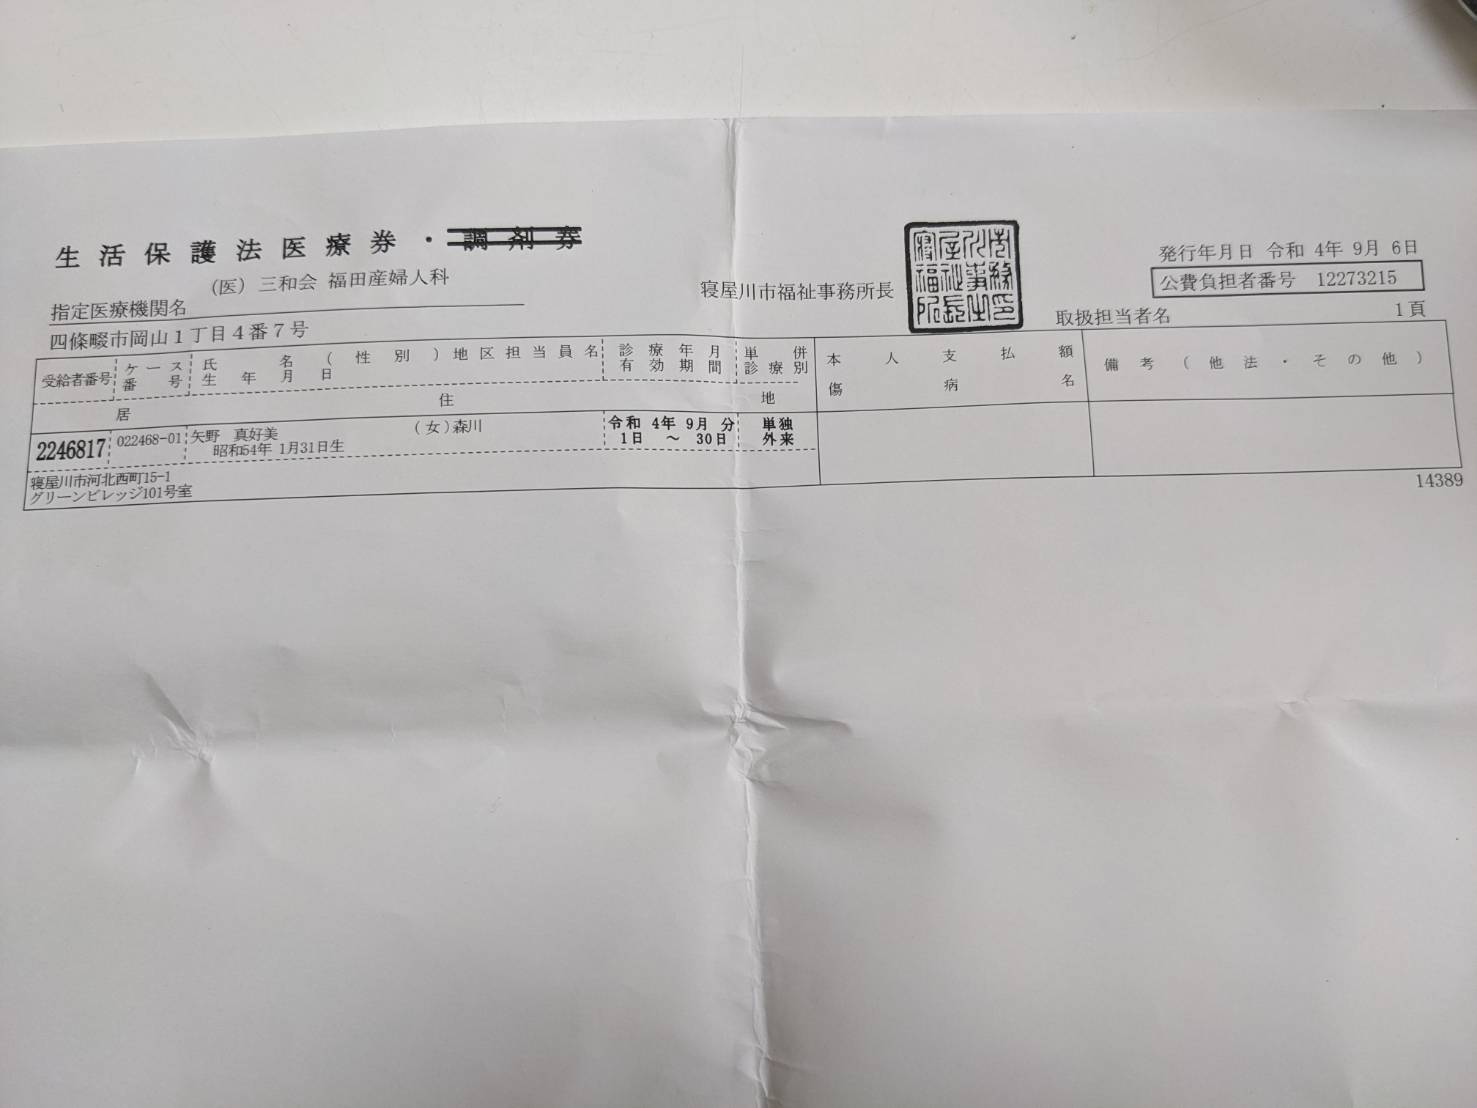 生活保護法医療券・調剤券
(医) 三和会 福田産婦人科
指定医療機関名
四條畷市岡山1丁目4番7号
寝屋川市福祉事務所長
発行年月日 令和 4年 9月 6日
公費負担者番号 12273215
取扱担当者名
1頁
受給者番号
ケース番号
氏名(性別)地区担当員名
生年月日
診療年月
有効期間
単併
診療別
本人支払額
傷病名
備考(他法・その他)
居住地
2246817
022468-01
矢野 真好美 (女)森川
昭和54年 1月31日生
令和 4年 9月 分
1日 ～ 30日
単独
外来
寝屋川市河北西町15-1
グリーンビレッジ101号室
14389